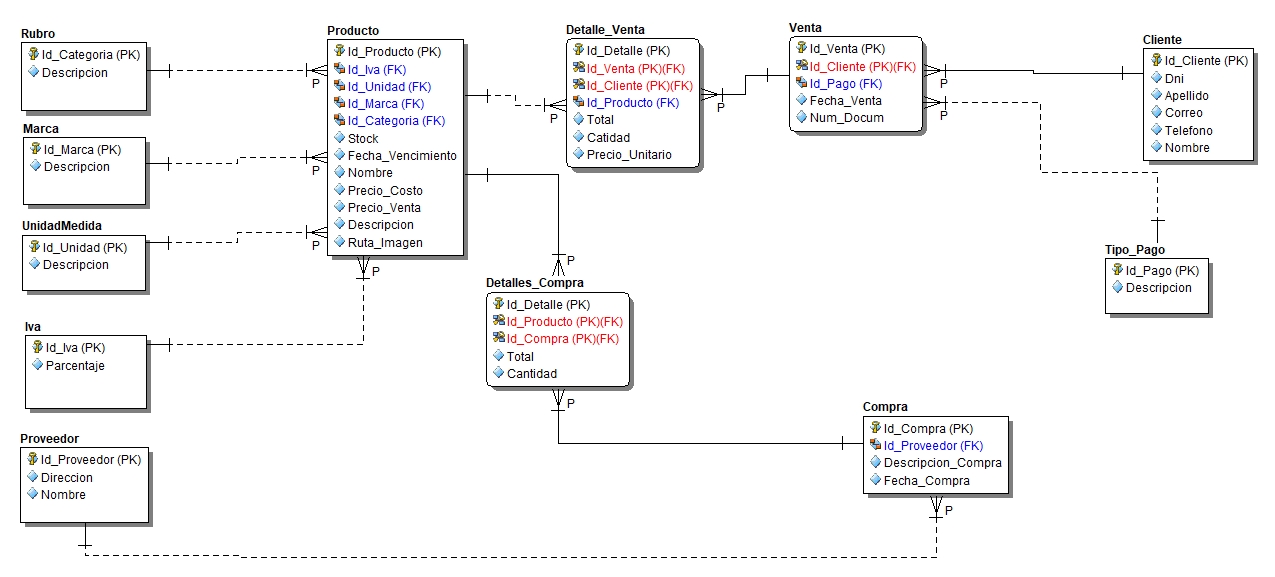 Rubro
Id_Categoria (PK)
Descripcion
Marca
Id_Marca (PK)
Descripcion
UnidadMedida
Id_Unidad (PK)
Descripcion
Iva
Id_Iva (PK)
Parcentaje
Proveedor
Id_Proveedor (PK)
Direccion
Nombre
P
P
P
P
Producto
Id_Producto (PK)
Id_Iva (FK)
Id_Unidad (FK)
Id_Marca (FK)
Id_Categoria (FK)
Stock
Fecha_Vencimiento
Nombre
Precio_Costo
Precio_Venta
Descripcion
Ruta_Imagen
P
Detalle_Venta
Id_Detalle (PK)
Id_Venta (PK)(FK)
Id_Cliente (PK)(FK)
Id_Producto (FK)
Total
Catidad
Precio_Unitario
P
P
Detalles_Compra
Id_Detalle (PK)
Id_Producto (PK)(FK)
Id_Compra (PK)(FK)
Total
Cantidad
P
Venta
Id_Venta (PK)
Id_Cliente (PK)(FK)
Id_Pago (FK)
Fecha_Venta
Num_Docum
P
P
Cliente
Id_Cliente (PK)
Dni
Apellido
Correo
Telefono
Nombre
Tipo_Pago
Id_Pago (PK)
Descripcion
Compra
Id_Compra (PK)
Id_Proveedor (FK)
Descripcion_Compra
Fecha_Compra
P